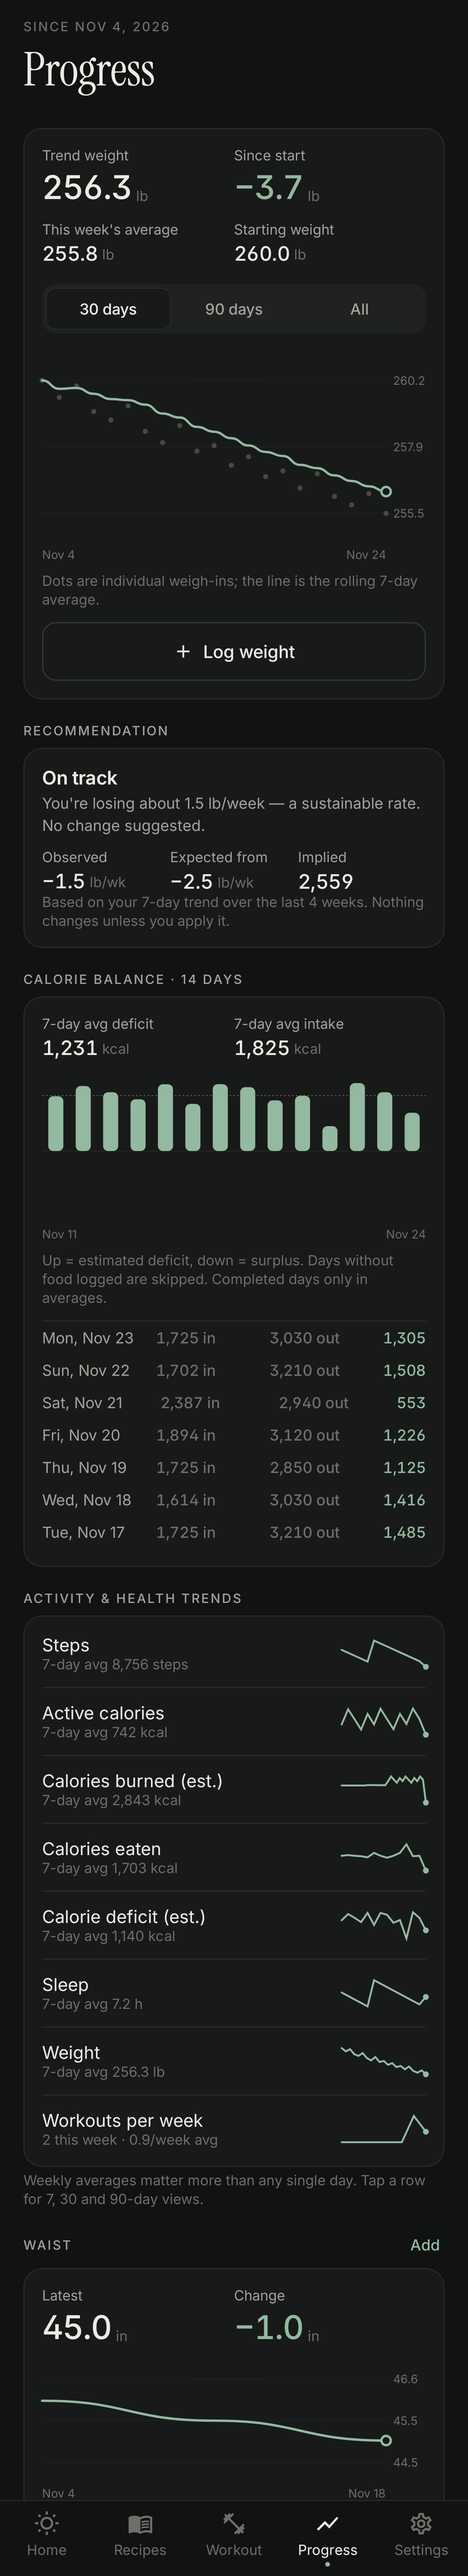 SINCE NOV 4, 2026
Progress
Trend weight
Since start
256.3 lb
−3.7 lb
This week's average
Starting weight
255.8 lb
260.0 lb
30 days
90 days
All
260.2
257.9
255.5
Nov 4
Nov 24
Dots are individual weigh-ins; the line is the rolling 7-day
average.
+ Log weight
RECOMMENDATION
On track
You're losing about 1.5 lb/week — a sustainable rate.
No change suggested.
Observed
Expected from
Implied
−1.5 lb/wk
−2.5 lb/wk
2,559
Based on your 7-day trend over the last 4 weeks. Nothing
changes unless you apply it.
CALORIE BALANCE · 14 DAYS
7-day avg deficit
7-day avg intake
1,231 kcal
1,825 kcal
Nov 11
Nov 24
Up = estimated deficit, down = surplus. Days without
food logged are skipped. Completed days only in
averages.
Mon, Nov 23 1,725 in 3,030 out 1,305
Sun, Nov 22 1,702 in 3,210 out 1,508
Sat, Nov 21 2,387 in 2,940 out 553
Fri, Nov 20 1,894 in 3,120 out 1,226
Thu, Nov 19 1,725 in 2,850 out 1,125
Wed, Nov 18 1,614 in 3,030 out 1,416
Tue, Nov 17 1,725 in 3,210 out 1,485
ACTIVITY & HEALTH TRENDS
Steps
7-day avg 8,756 steps
Active calories
7-day avg 742 kcal
Calories burned (est.)
7-day avg 2,843 kcal
Calories eaten
7-day avg 1,703 kcal
Calorie deficit (est.)
7-day avg 1,140 kcal
Sleep
7-day avg 7.2 h
Weight
7-day avg 256.3 lb
Workouts per week
2 this week · 0.9/week avg
Weekly averages matter more than any single day. Tap a row
for 7, 30 and 90-day views.
WAIST
Add
Latest
Change
45.0 in
−1.0 in
46.6
45.5
44.5
Nov 4
Nov 18
Home
Recipes
Workout
Progress
Settings